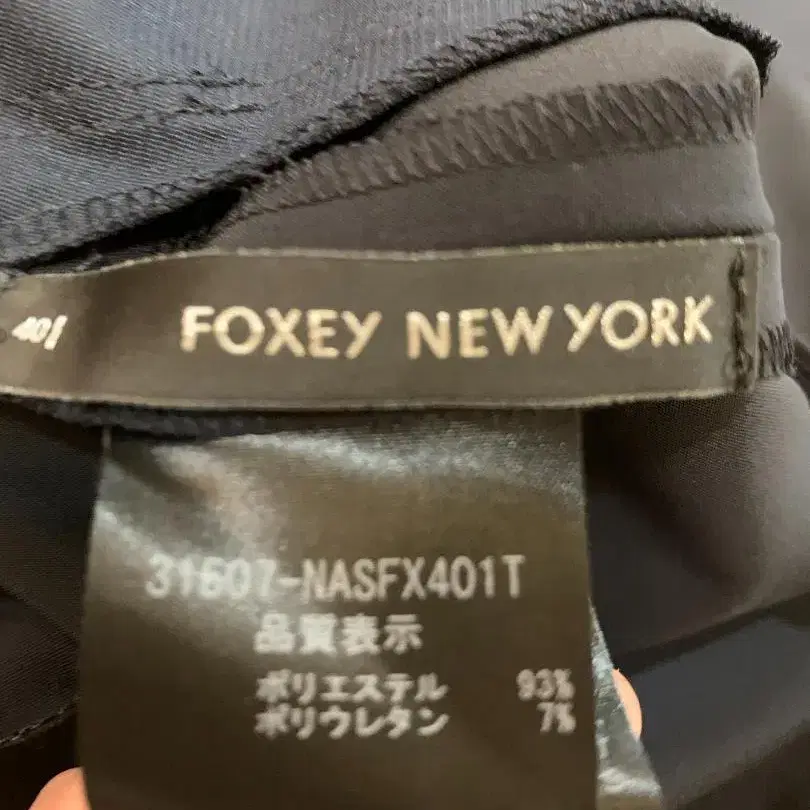 40
FOXEY NEW YORK
31607-NASFX401T
品質表示
ポリエステル 93%
ポリウレタン 7%